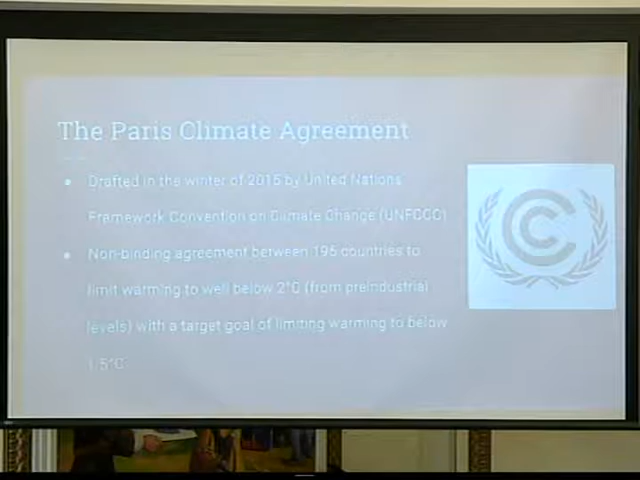 The Paris Climate Agreement
Drafted in the winter of 2015 by United Nations
Framework Convention on Climate Change (UNFCCC)
Non-binding agreement between 196 countries to
limit warming to well below 2°C (from preindustrial
levels) with a target goal of limiting warming to below
1.5°C